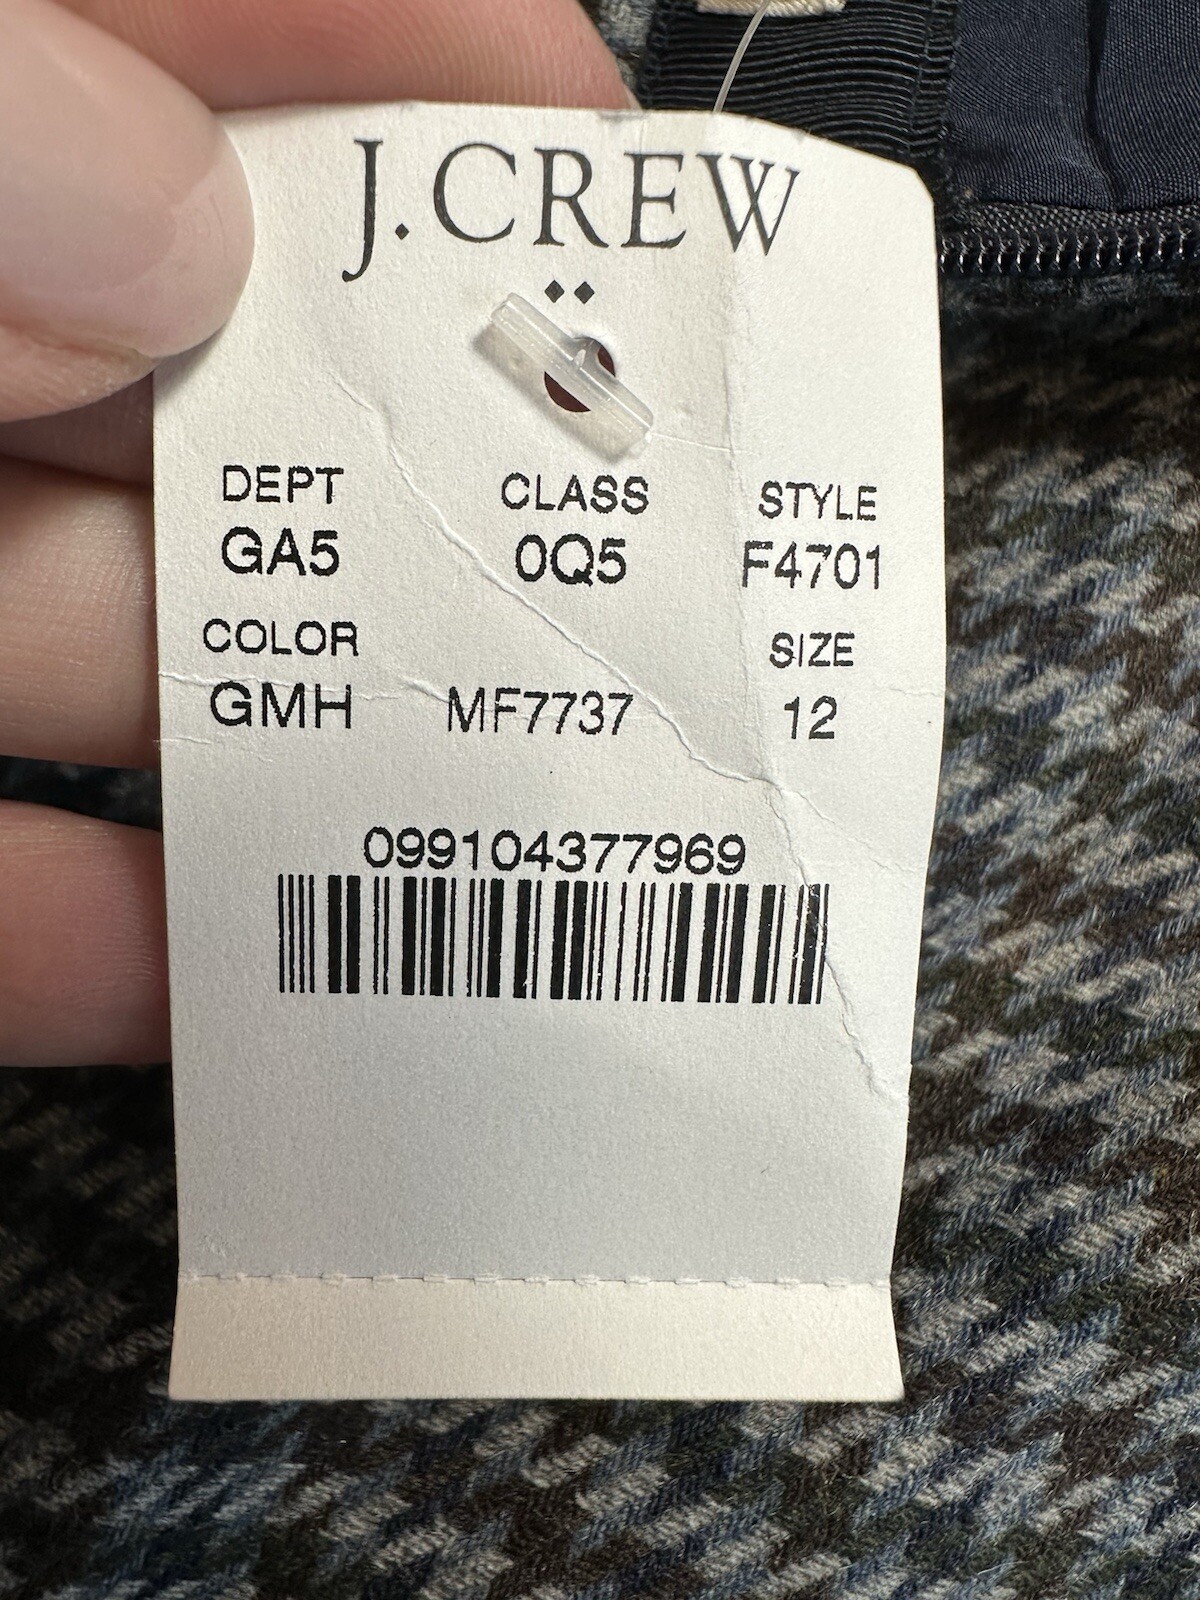 J.CREW
DEPT CLASS STYLE
GA5 0Q5 F4701
COLOR SIZE
GMH MF7737 12
099104377969